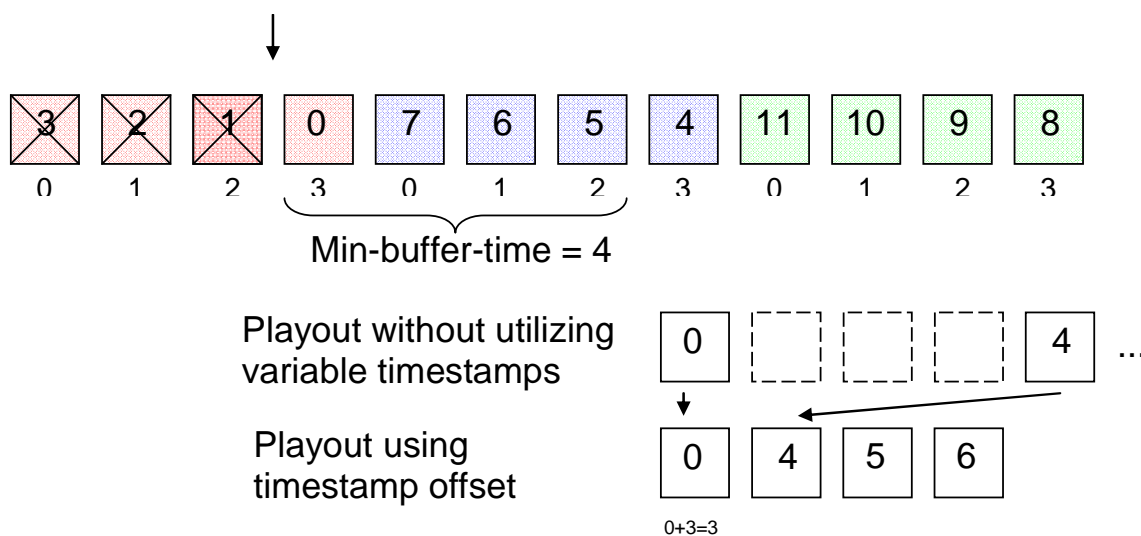 3 2 1 0 7 6 5 4 11 10 9 8
0 1 2 3 0 1 2 3 0 1 2 3
Min-buffer-time = 4
Playout without utilizing
variable timestamps
0 4 ...
Playout using
timestamp offset
0 4 5 6
0+3=3